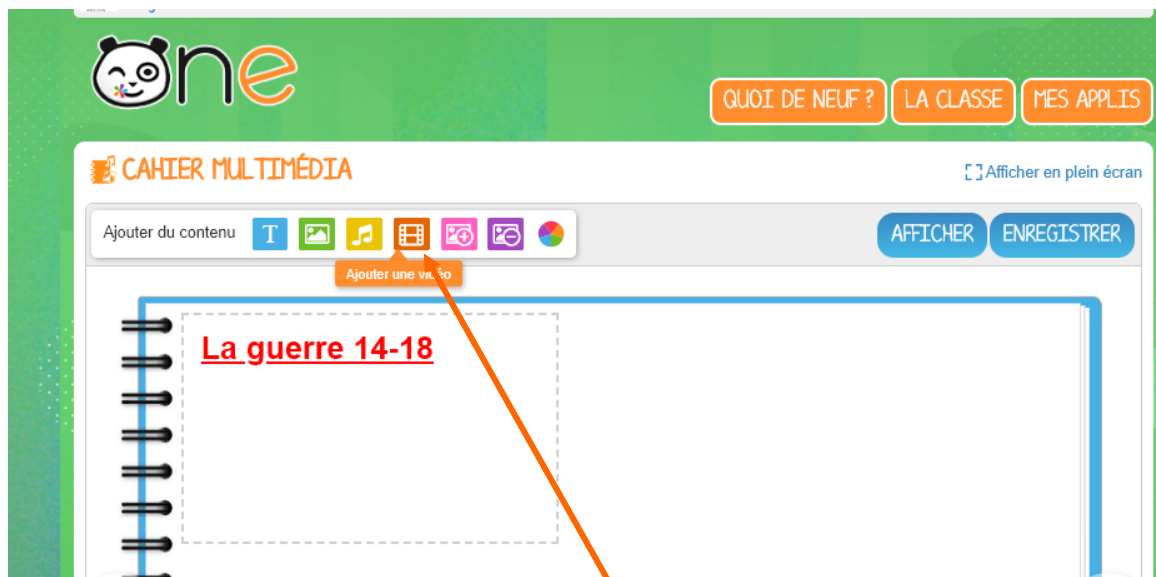 One
QUOI DE NEUF ? LA CLASSE MES APPLIS
CAHIER MULTIMÉDIA
Afficher en plein écran
Ajouter du contenu T AFFICHER ENREGISTRER
Ajouter une vidéo
La guerre 14-18